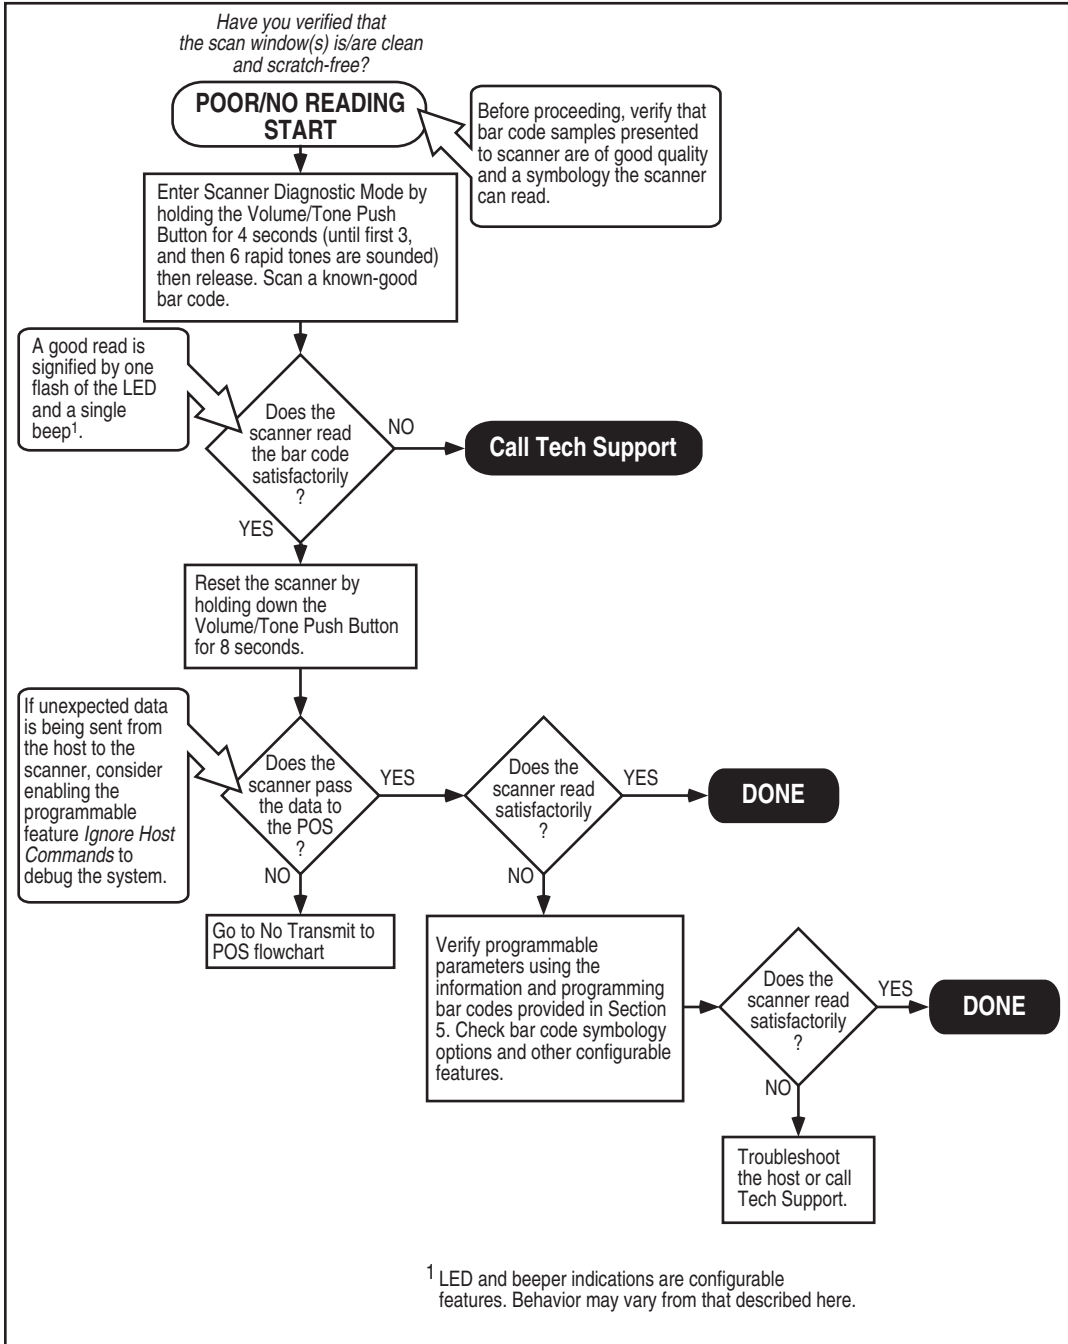 Have you verified that
the scan window(s) is/are clean
and scratch-free?
POOR/NO READING
START
Before proceeding, verify that
bar code samples presented
to scanner are of good quality
and a symbology the scanner
can read.
Enter Scanner Diagnostic Mode by
holding the Volume/Tone Push
Button for 4 seconds (until first 3,
and then 6 rapid tones are sounded)
then release. Scan a known-good
bar code.
A good read is
signified by one
flash of the LED
and a single
beep1.
Does the
scanner read
the bar code
satisfactorily
?
NO
Call Tech Support
YES
Reset the scanner by
holding down the
Volume/Tone Push Button
for 8 seconds.
If unexpected data
is being sent from
the host to the
scanner, consider
enabling the
programmable
feature Ignore Host
Commands to
debug the system.
Does the
scanner pass
the data to
the POS
?
YES
Does the
scanner read
satisfactorily
?
YES
DONE
NO
Go to No Transmit to
POS flowchart
NO
Verify programmable
parameters using the
information and programming
bar codes provided in Section
5. Check bar code symbology
options and other configurable
features.
Does the
scanner read
satisfactorily
?
YES
DONE
NO
Troubleshoot
the host or call
Tech Support.
1 LED and beeper indications are configurable
features. Behavior may vary from that described here.